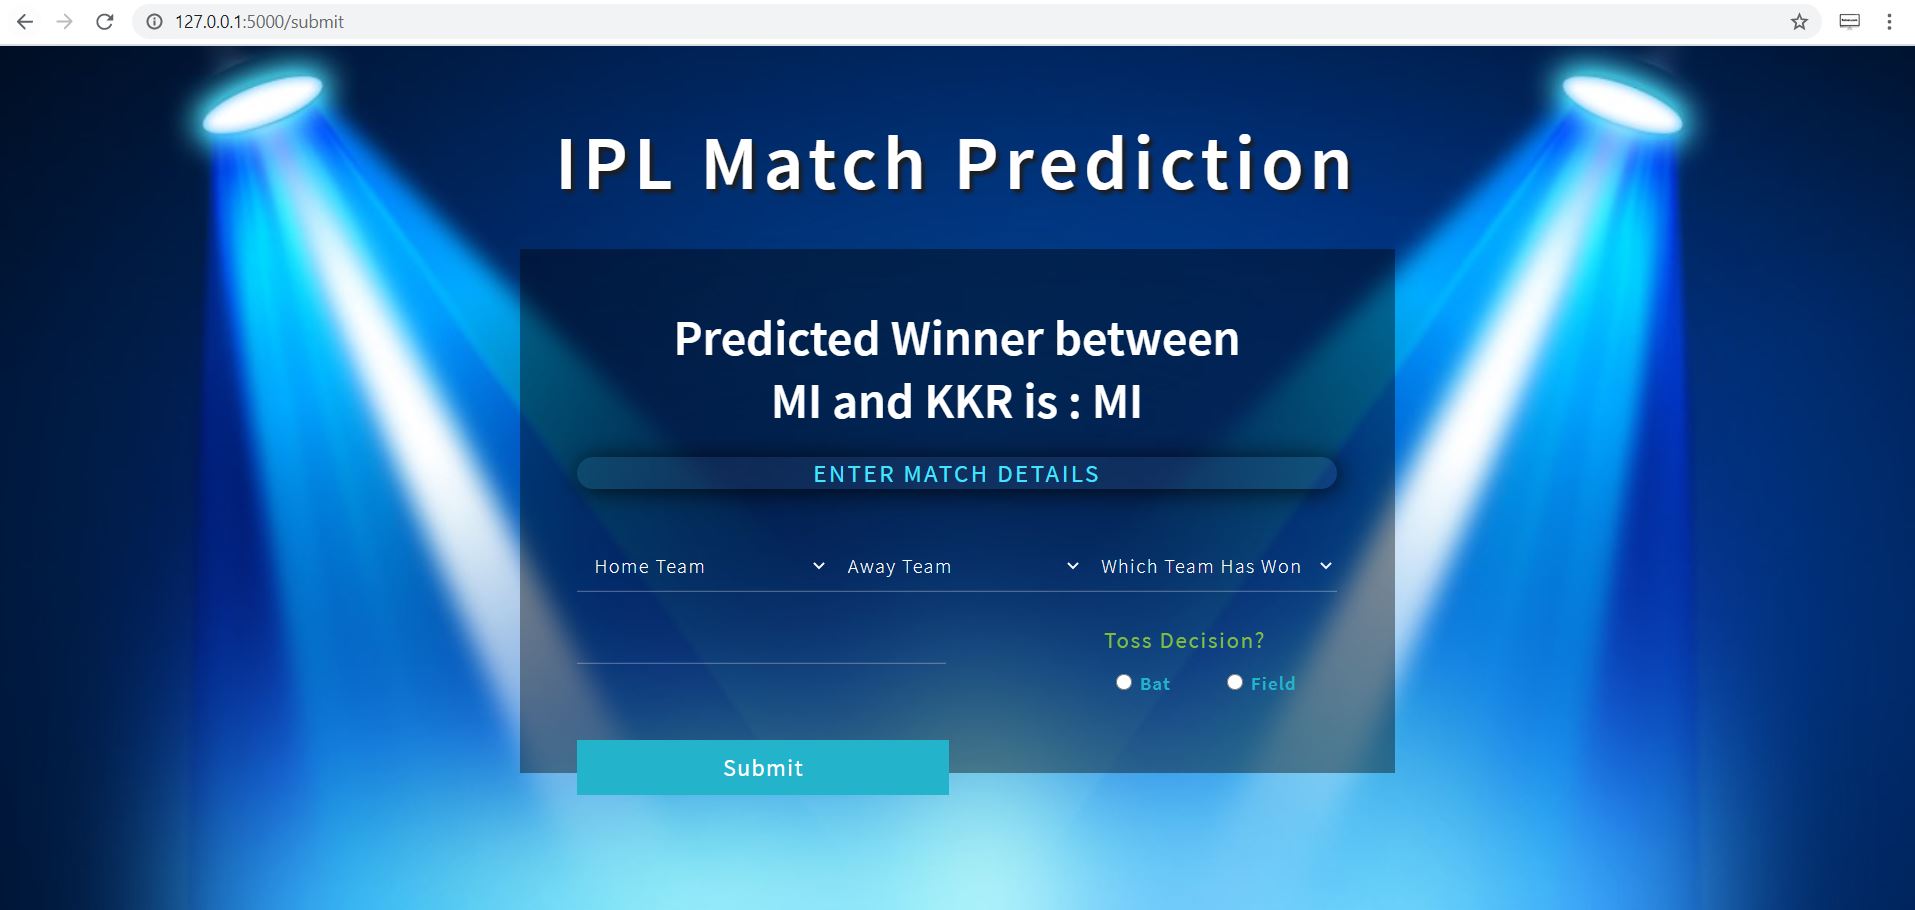 127.0.0.1:5000/submit
IPL Match Prediction
Predicted Winner between
MI and KKR is : MI
ENTER MATCH DETAILS
Home Team Away Team Which Team Has Won
Toss Decision?
Bat Field
Submit